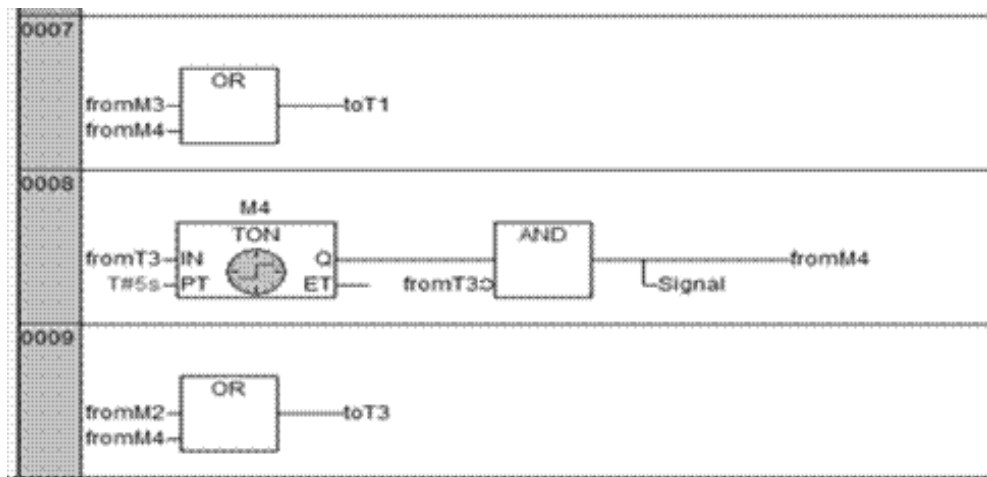 0007
OR
fromM3
toT1
fromM4
0008
M4
TON
AND
fromT3 IN Q
fromM4
T#5s PT ET
fromT3
Signal
0009
OR
fromM2
toT3
fromM4